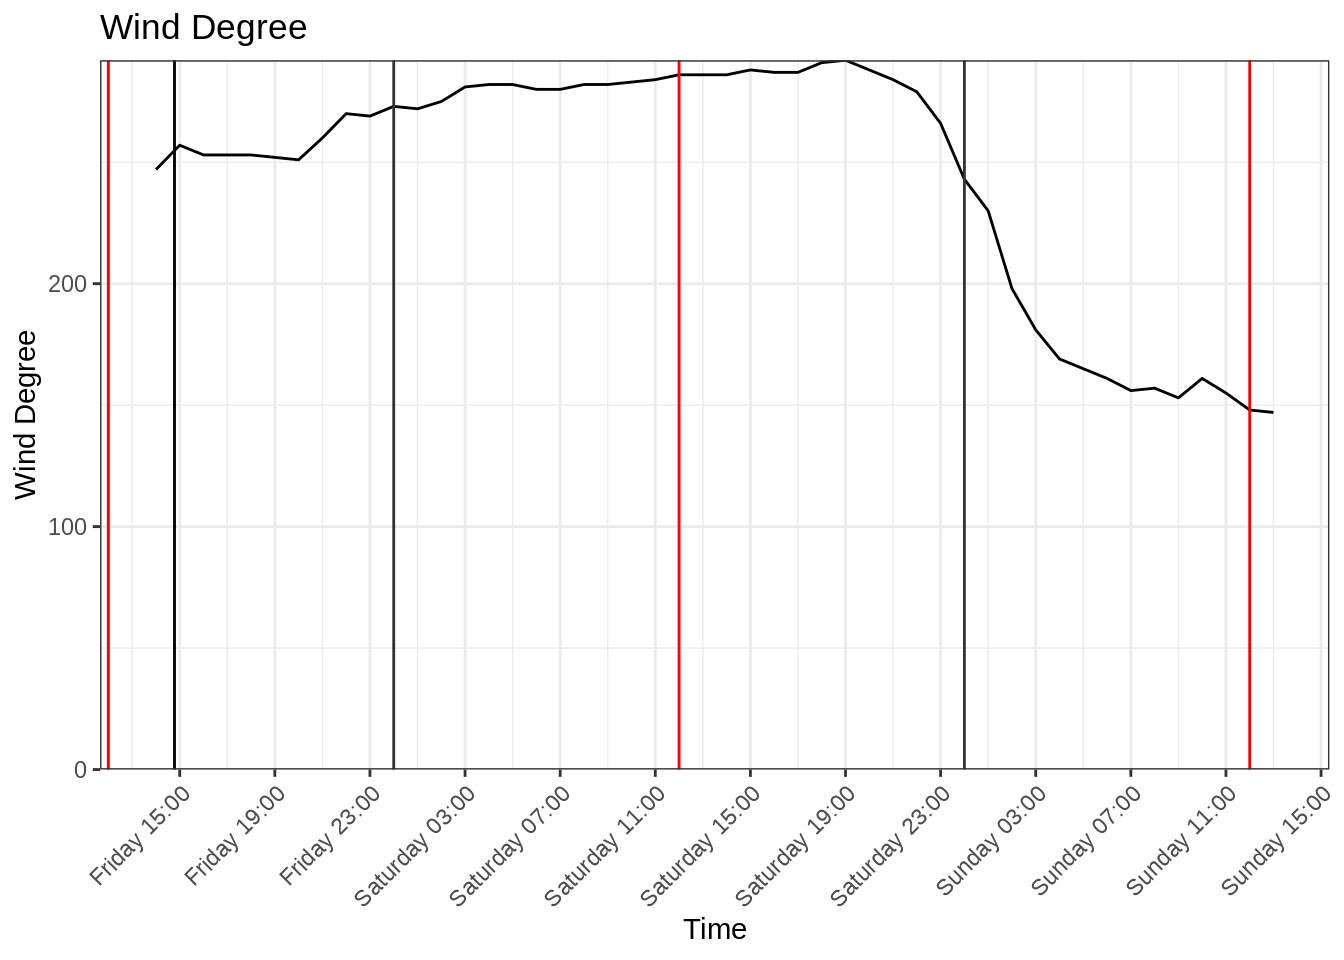 Wind Degree
Wind Degree
200
100
0
Friday 15:00
Friday 19:00
Friday 23:00
Saturday 03:00
Saturday 07:00
Saturday 11:00
Saturday 15:00
Saturday 19:00
Saturday 23:00
Sunday 03:00
Sunday 07:00
Sunday 11:00
Sunday 15:00
Time